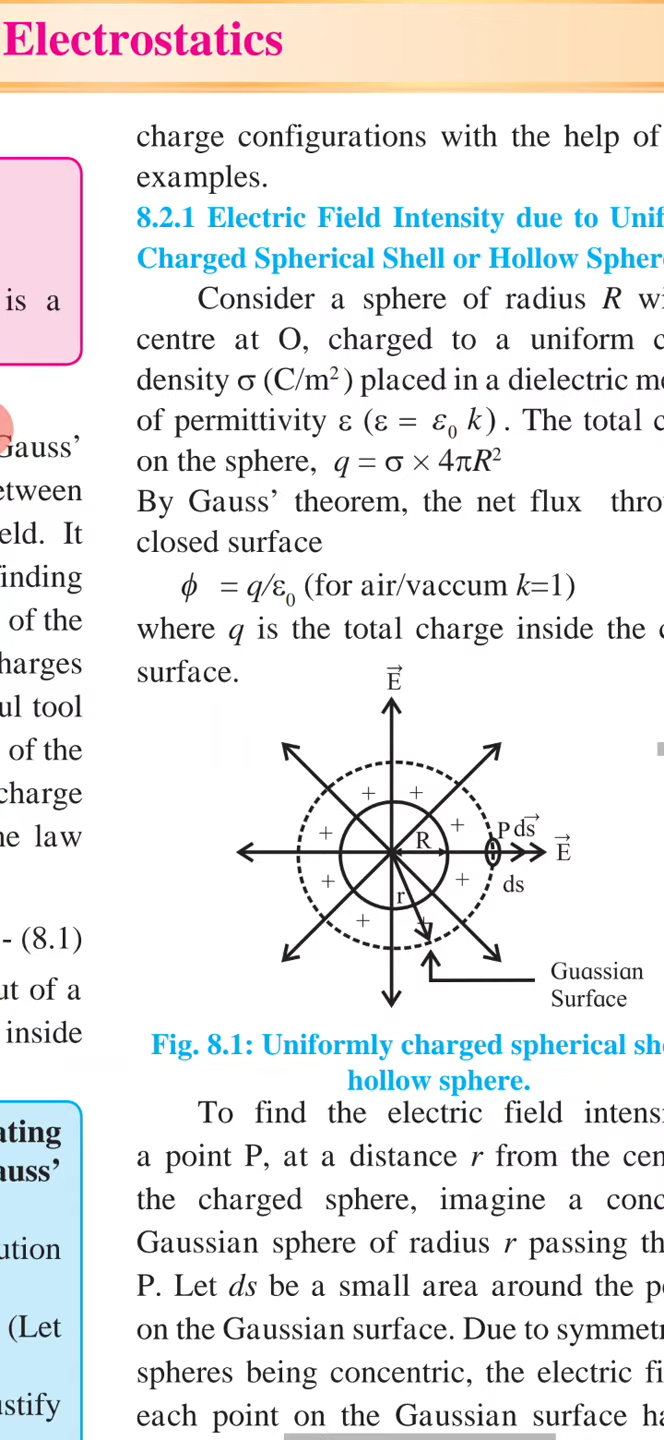 Electrostatics
is a
Gauss’
etween
eld. It
inding
of the
harges
ul tool
of the
charge
ne law
- (8.1)
ut of a
inside
ating
auss’
ution
(Let
stify
charge configurations with the help of
examples.
8.2.1 Electric Field Intensity due to Unif
Charged Spherical Shell or Hollow Sphere
Consider a sphere of radius R wi
centre at O, charged to a uniform c
density σ (C/m²) placed in a dielectric me
of permittivity ε (ε = ε₀ k). The total c
on the sphere, q = σ × 4πR²
By Gauss’ theorem, the net flux thro
closed surface
ϕ = q/ε₀ (for air/vaccum k=1)
where q is the total charge inside the c
surface.
E⃗
+ +
+ + R P ds⃗
E⃗
+ + ds
r
+ +
Guassian
Surface
Fig. 8.1: Uniformly charged spherical she
hollow sphere.
To find the electric field intensi
a point P, at a distance r from the cen
the charged sphere, imagine a conc
Gaussian sphere of radius r passing th
P. Let ds be a small area around the po
on the Gaussian surface. Due to symmetr
spheres being concentric, the electric fi
each point on the Gaussian surface ha